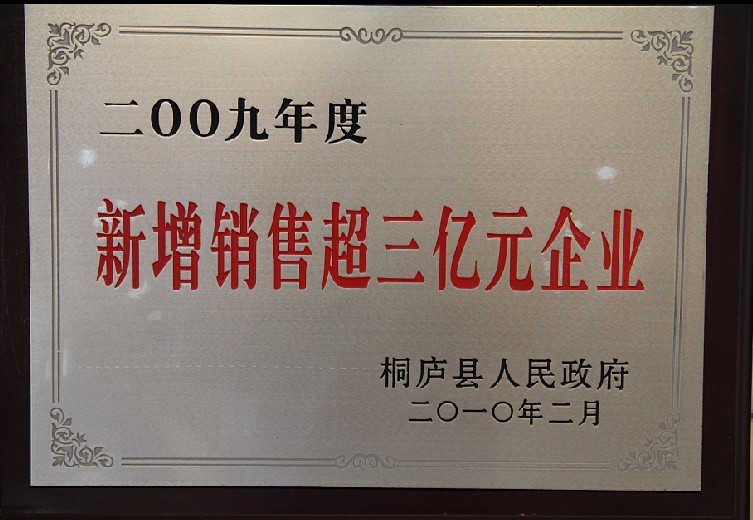 二00九年度
新增销售超三亿元企业
桐庐县人民政府
二〇一〇年二月